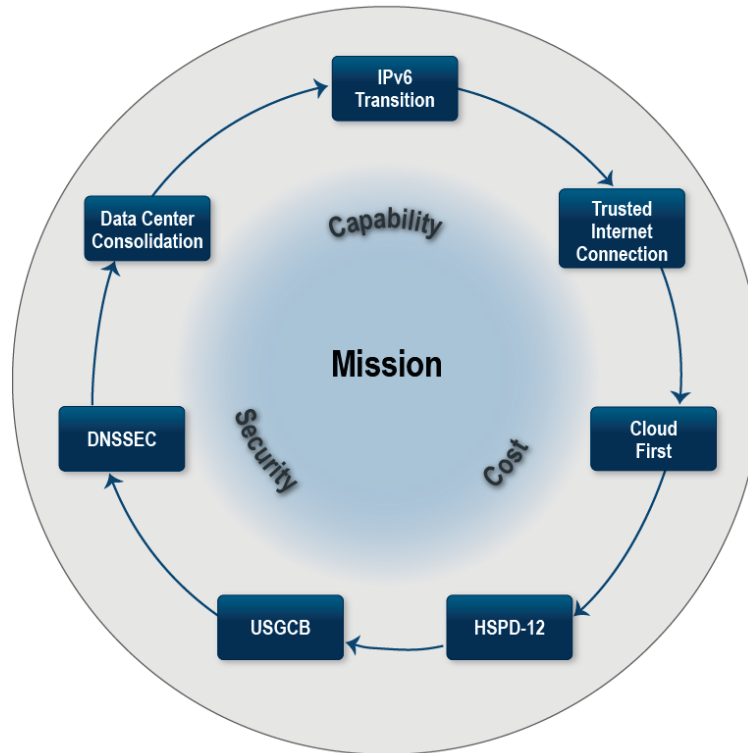 IPv6
Transition
Trusted
Internet
Connection
Cloud
First
HSPD-12
USGCB
DNSSEC
Data Center
Consolidation
Capability
Mission
Security
Cost